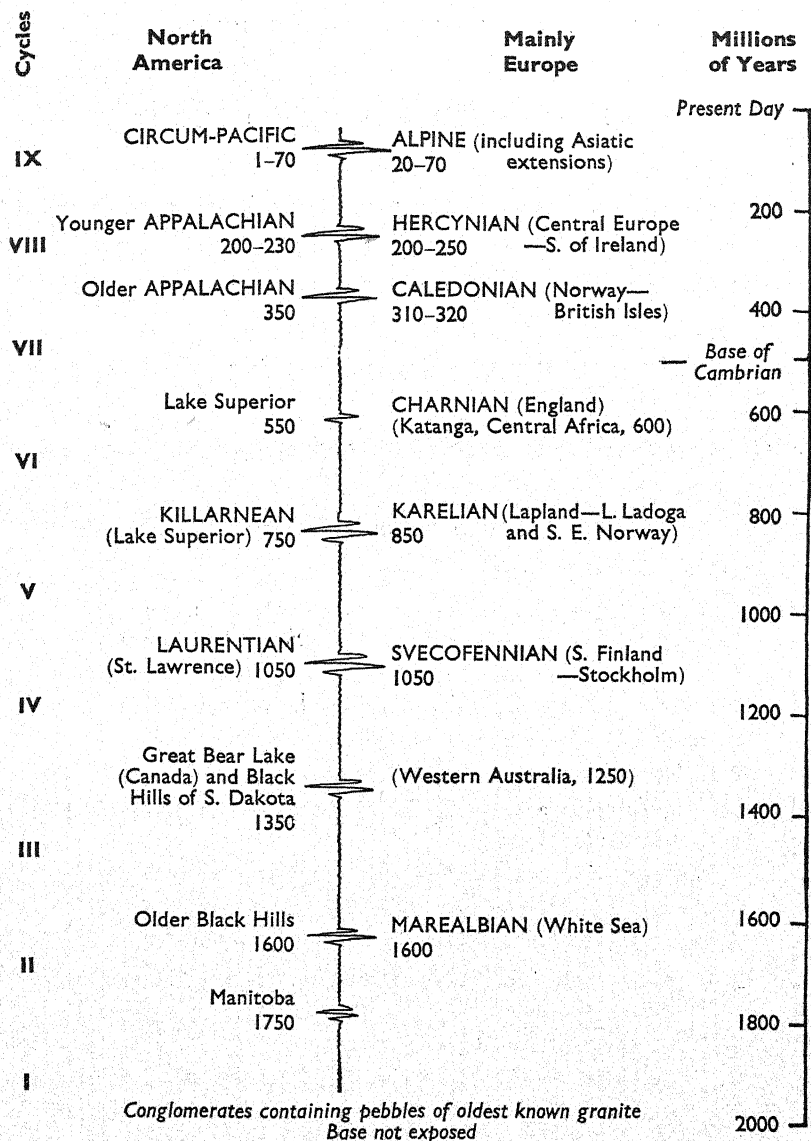 Cycles
North
America
Mainly
Europe
Millions
of Years
Present Day
IX
CIRCUM-PACIFIC
1–70
ALPINE (including Asiatic
20–70 extensions)
200
VIII
Younger APPALACHIAN
200–230
HERCYNIAN (Central Europe
200–250 —S. of Ireland)
Older APPALACHIAN
350
CALEDONIAN (Norway—
310–320 British Isles)
400
VII
Base of
Cambrian
Lake Superior
550
CHARNIAN (England)
(Katanga, Central Africa, 600)
600
VI
KILLARNEAN
(Lake Superior) 750
KARELIAN (Lapland—L. Ladoga
850 and S. E. Norway)
800
V
1000
LAURENTIAN
(St. Lawrence) 1050
SVECOFENNIAN (S. Finland
1050 —Stockholm)
IV
1200
Great Bear Lake
(Canada) and Black
Hills of S. Dakota
1350
(Western Australia, 1250)
1400
III
Older Black Hills
1600
MAREALBIAN (White Sea)
1600
1600
II
Manitoba
1750
1800
I
Conglomerates containing pebbles of oldest known granite
Base not exposed
2000